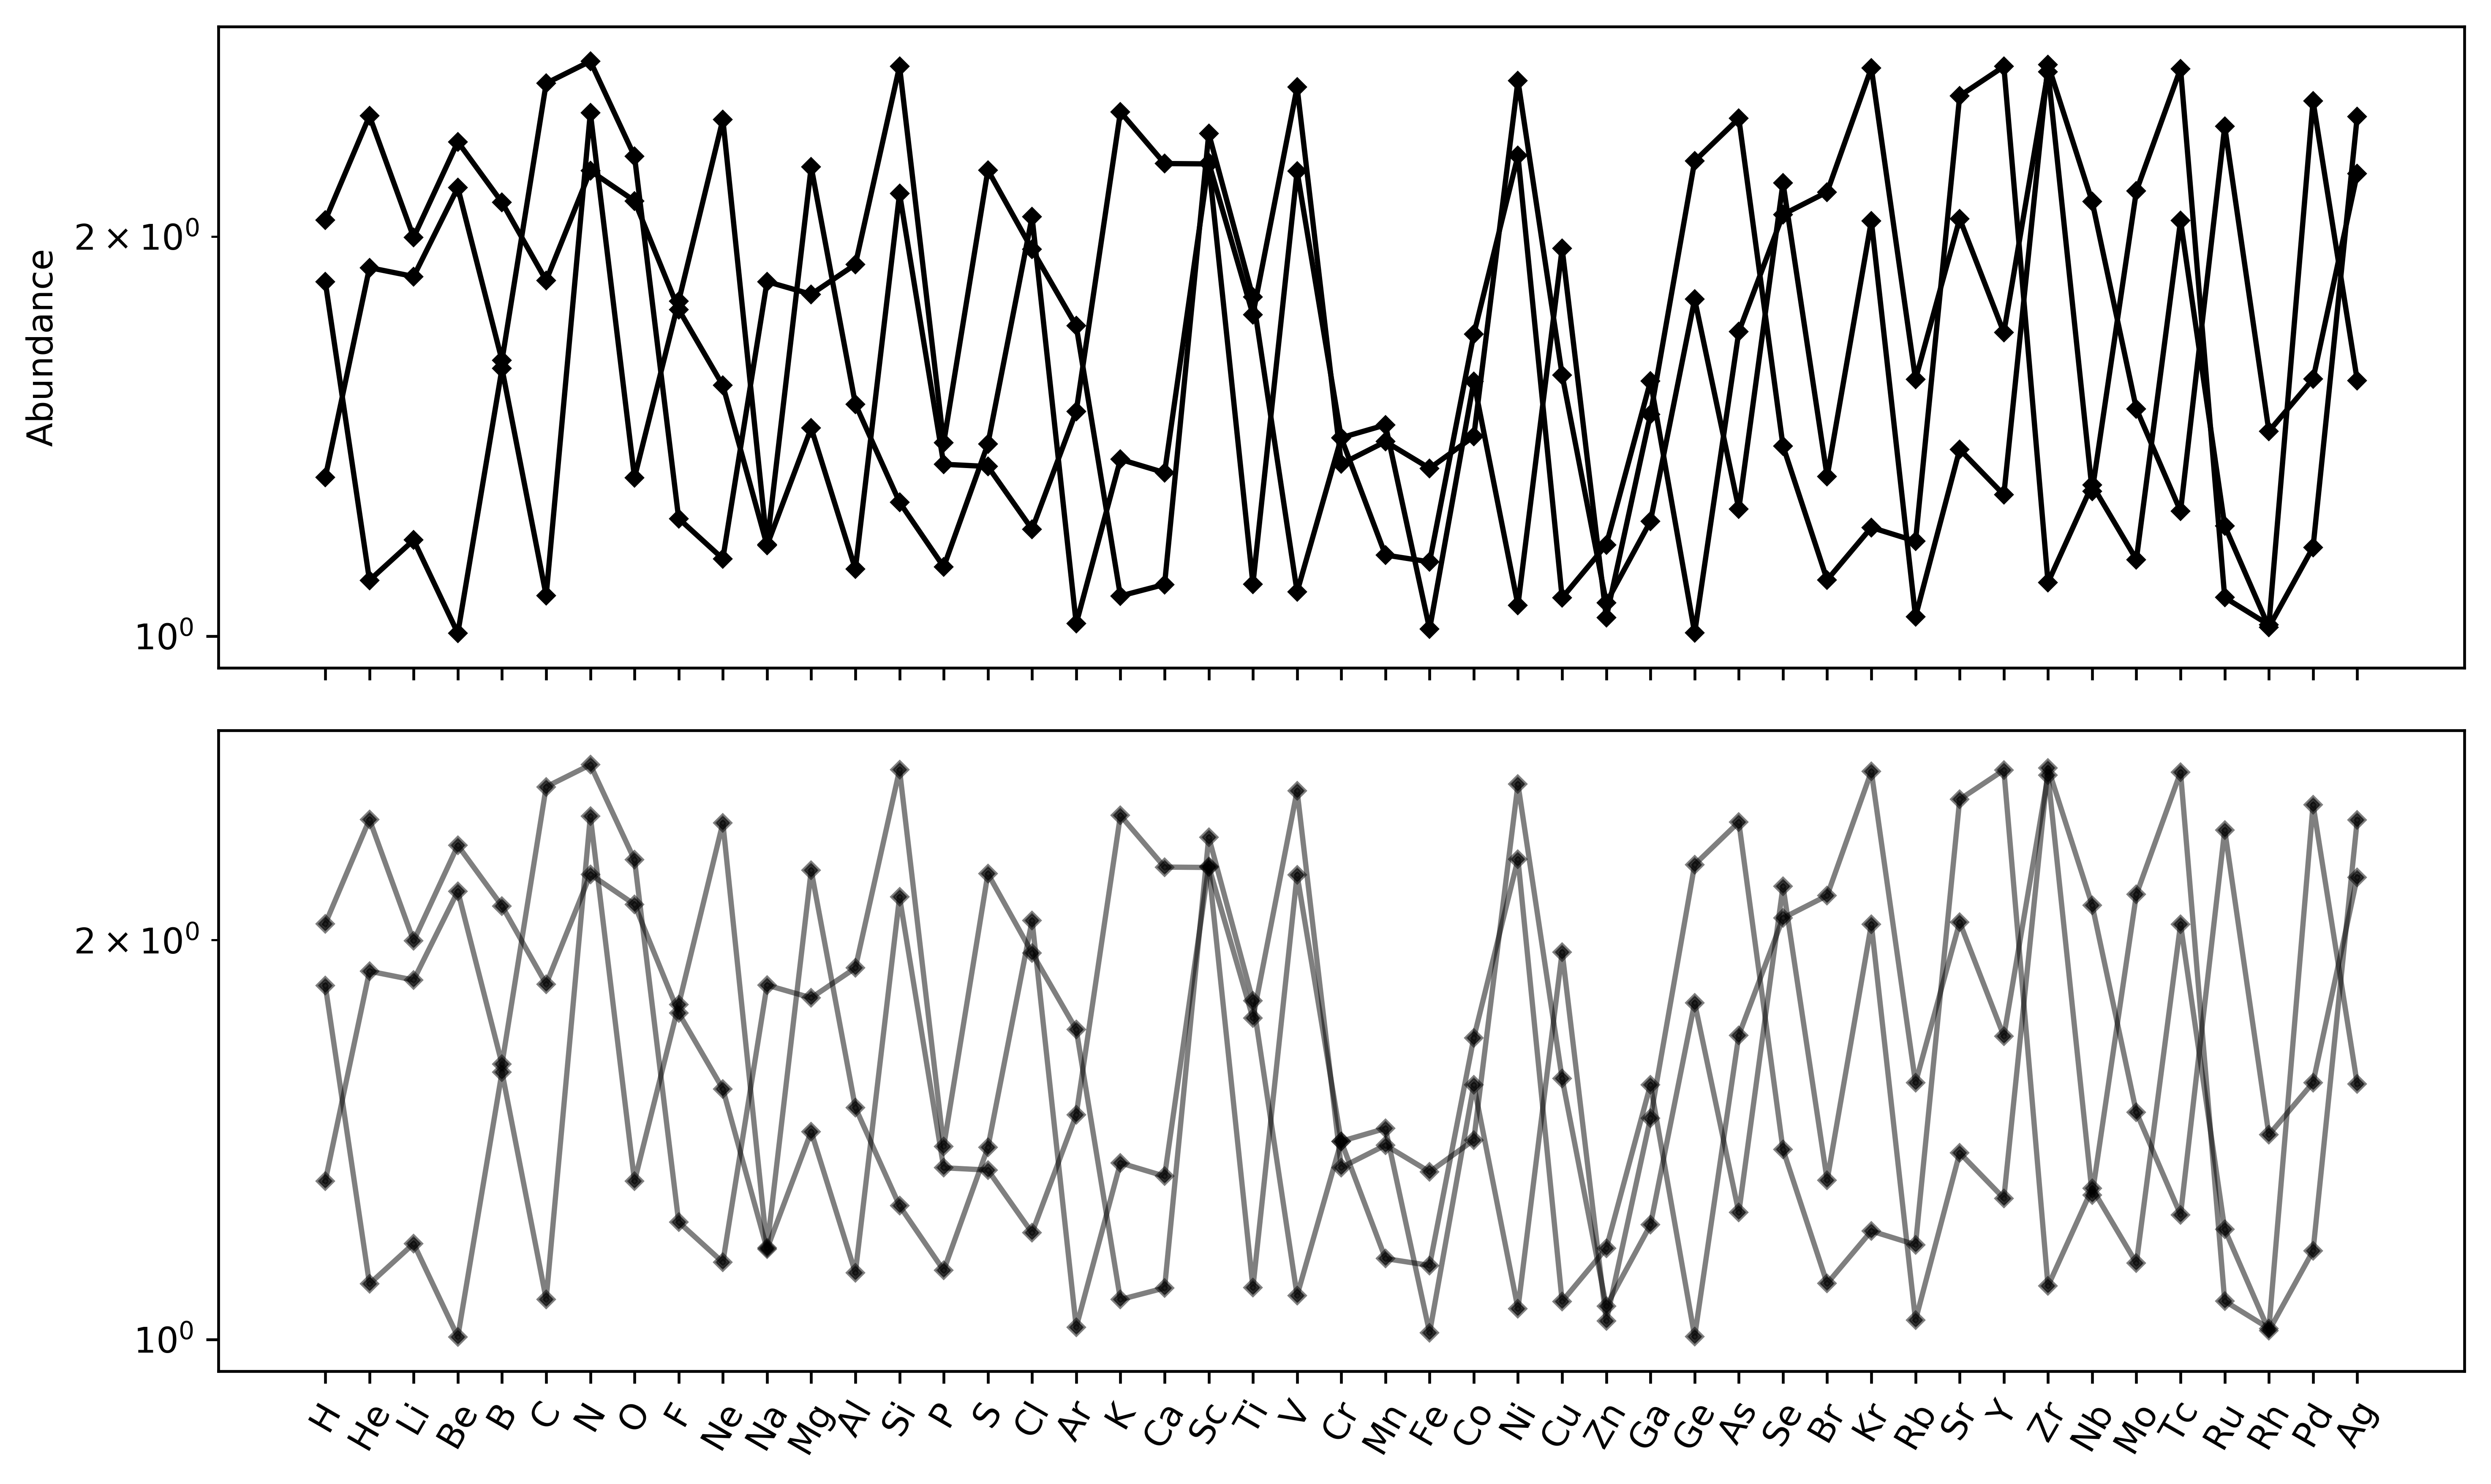 Abundance
2 × 10⁰
10⁰
2 × 10⁰
10⁰
H He Li Be B C N O F Ne Na Mg Al Si P S Cl Ar K Ca Sc Ti V Cr Mn Fe Co Ni Cu Zn Ga Ge As Se Br Kr Rb Sr Y Zr Nb Mo Tc Ru Rh Pd Ag